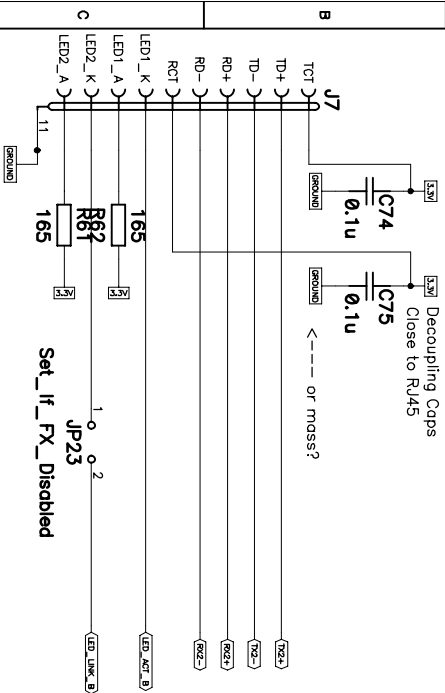 B
C
J7
TCT
TD+
TD-
RD+
RD-
RCT
LED1_K
LED1_A
LED2_K
LED2_A
11
GROUND
3.3V
C74
0.1u
GROUND
3.3V
C75
0.1u
GROUND
Decoupling Caps
Close to RJ45
<--- or mass?
165
R62
R61
165
3.3V
3.3V
1
2
JP23
Set_If_FX_Disabled
TX2+
TX2-
RX2+
RX2-
LED_ACT_B
LED_LINK_B